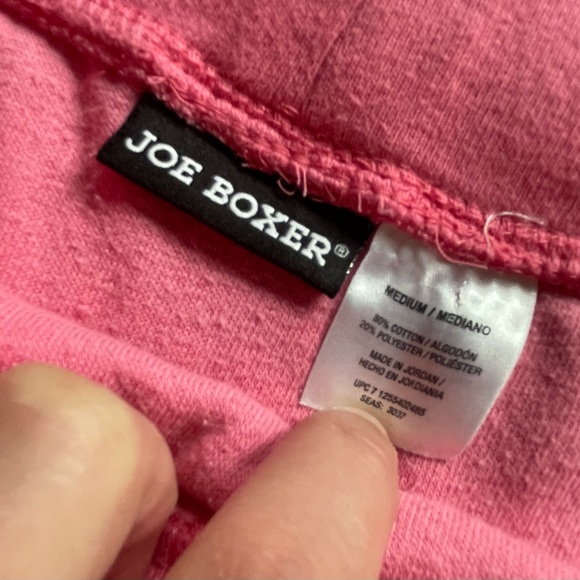 JOE BOXER®
MEDIUM / MEDIANO
80% COTTON / ALGODÓN
20% POLYESTER / POLIÉSTER
MADE IN JORDAN /
HECHO EN JORDIANIA
UPC 7 1255402485
SEAS: 3037